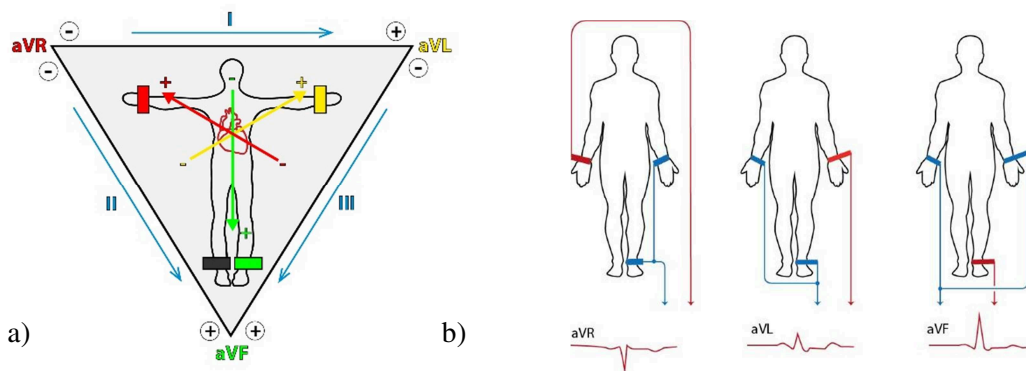 I
aVR
aVL
- +
- -
+ - +
- -
II
III
+
+ +
a)
aVF
b)
aVR
aVL
aVF